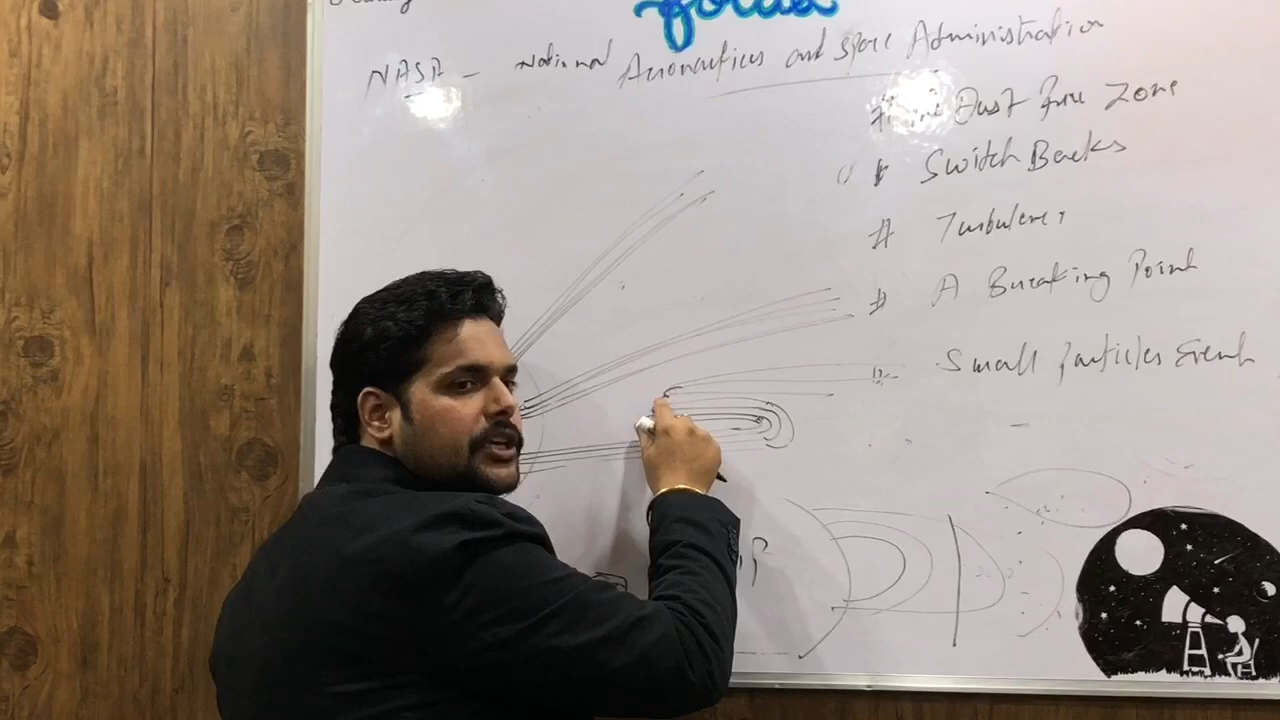 NASA - National Aeronautics and Space Administration
# Dust free Zone
# Switch Backs
# Turbulence
# A Breaking Point
Small Particles Event